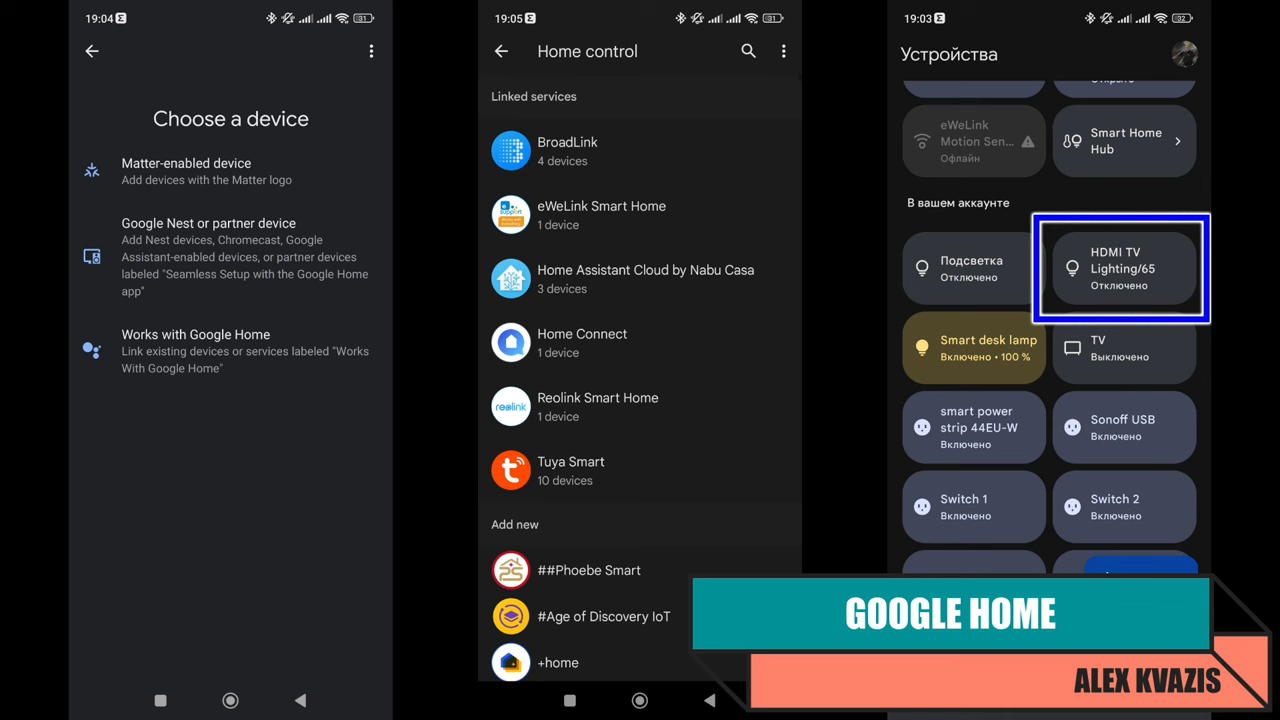 19:04
31
Choose a device
Matter-enabled device
Add devices with the Matter logo
Google Nest or partner device
Add Nest devices, Chromecast, Google
Assistant-enabled devices, or partner devices
labeled "Seamless Setup with the Google Home
app"
Works with Google Home
Link existing devices or services labeled "Works
With Google Home"
19:05
31
Home control
Linked services
BroadLink
4 devices
eWeLink Smart Home
1 device
Home Assistant Cloud by Nabu Casa
3 devices
Home Connect
1 device
reolink
Reolink Smart Home
1 device
Tuya Smart
10 devices
Add new
##Phoebe Smart
#Age of Discovery IoT
+home
19:03
32
Устройства
eWeLink
Motion Sen...
Офлайн
Smart Home
Hub
В вашем аккаунте
Подсветка
Отключено
HDMI TV
Lighting/65
Отключено
Smart desk lamp
Включено • 100 %
TV
Выключено
smart power
strip 44EU-W
Включено
Sonoff USB
Включено
Switch 1
Включено
Switch 2
Включено
GOOGLE HOME
ALEX KVAZIS